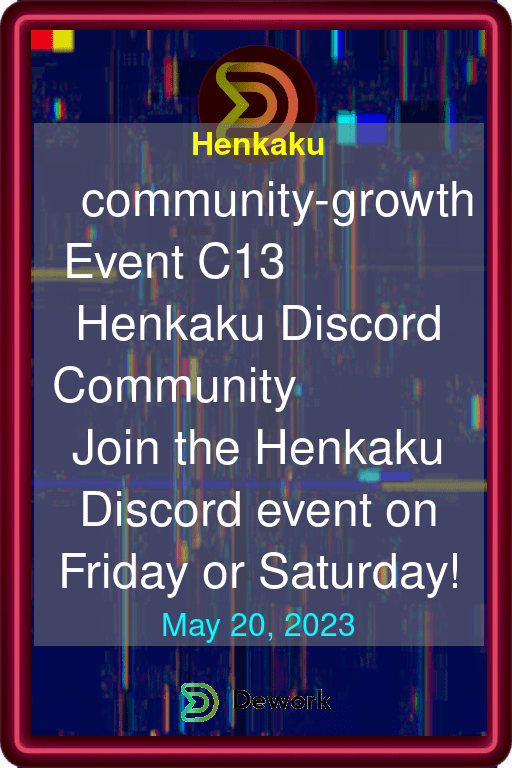 Henkaku
community-growth
Event C13
Henkaku Discord
Community
Join the Henkaku
Discord event on
Friday or Saturday!
May 20, 2023
Dework